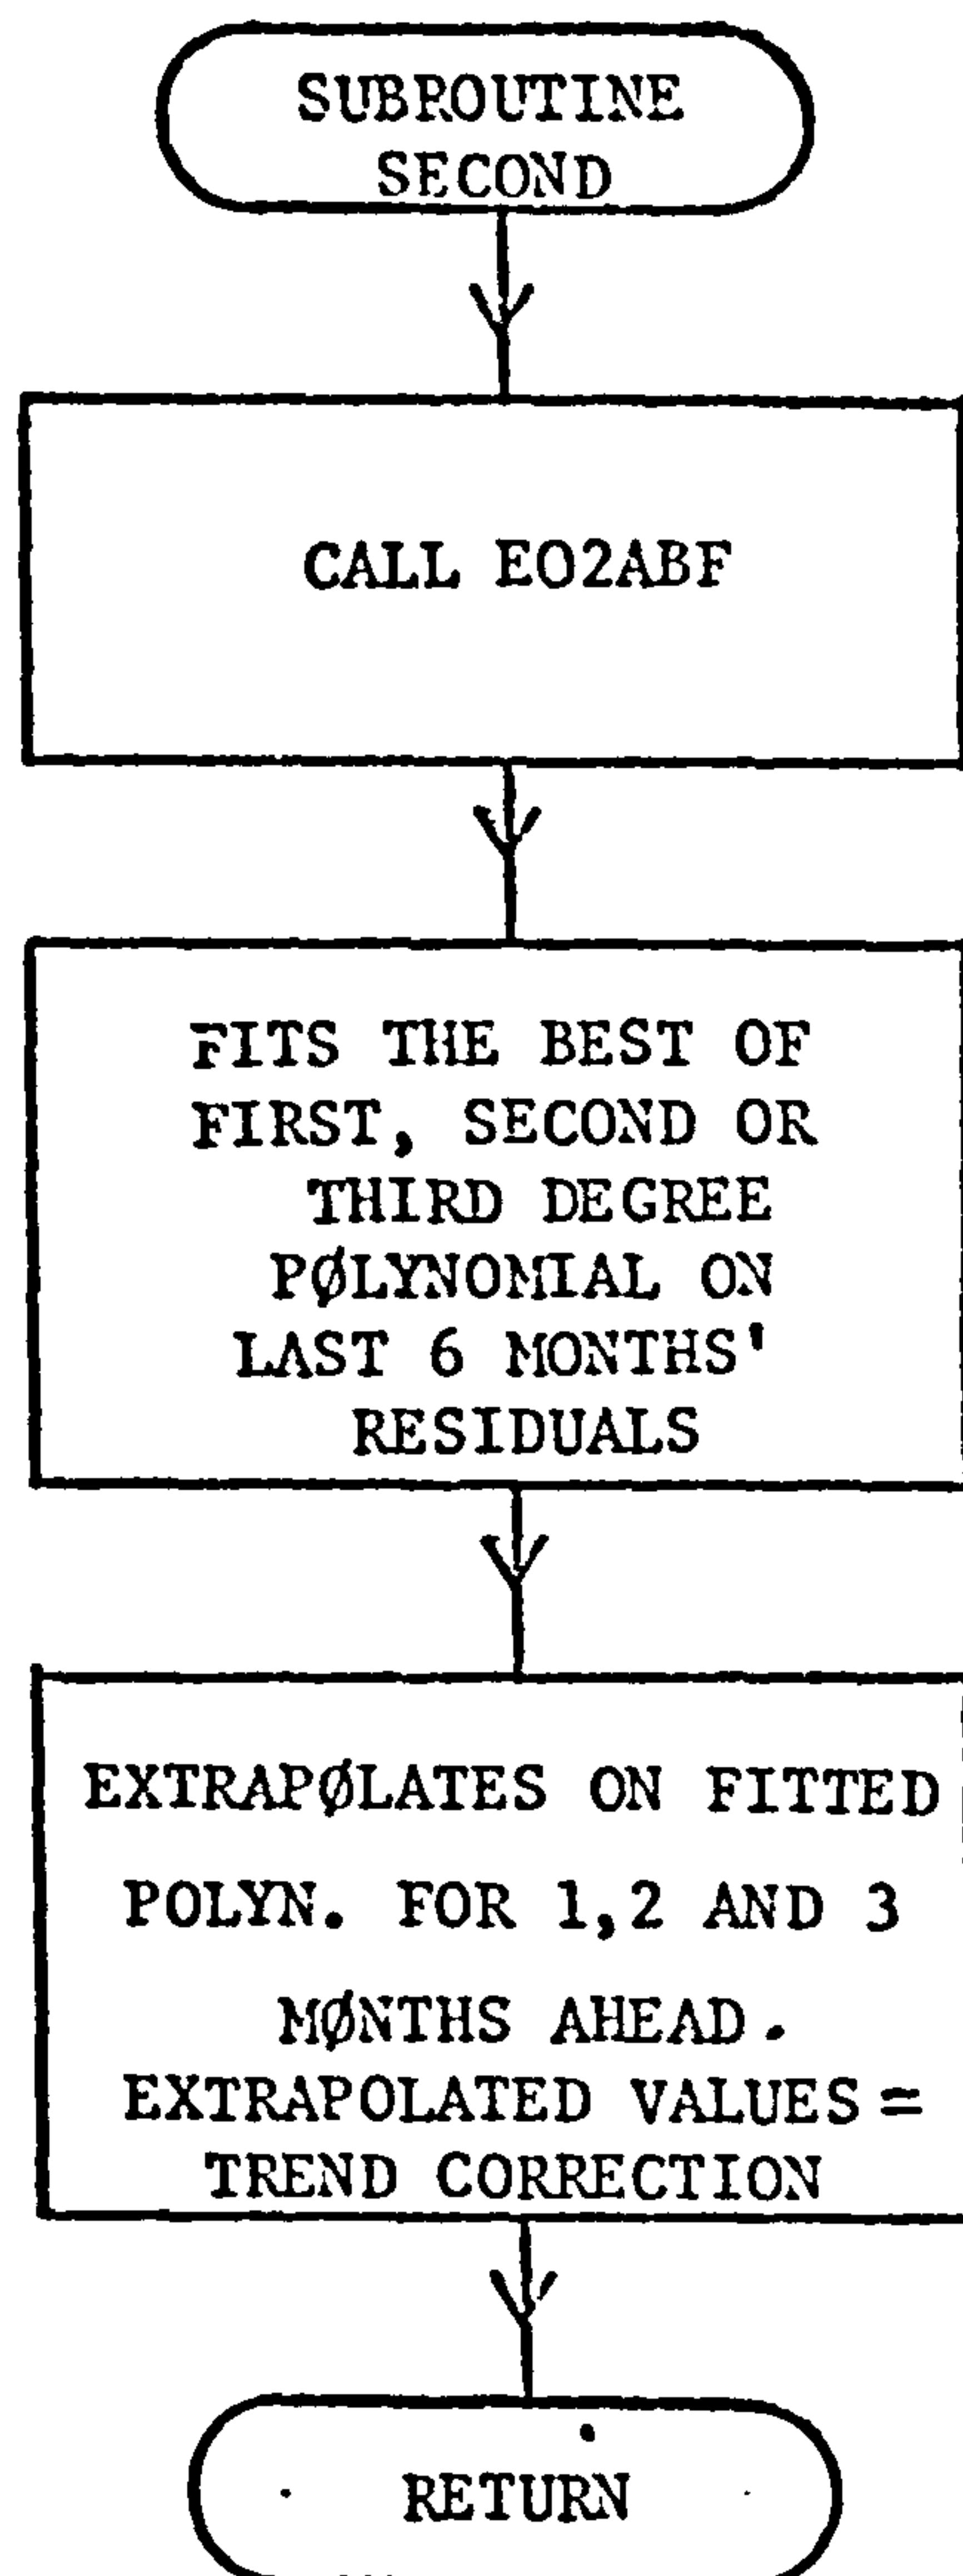 SUBROUTINE
SECOND
CALL EO2ABF
FITS THE BEST OF
FIRST, SECOND OR
THIRD DEGREE
PØLYNOMIAL ON
LAST 6 MONTHS'
RESIDUALS
EXTRAPØLATES ON FITTED
POLYN. FOR 1,2 AND 3
MØNTHS AHEAD.
EXTRAPOLATED VALUES =
TREND CORRECTION
RETURN